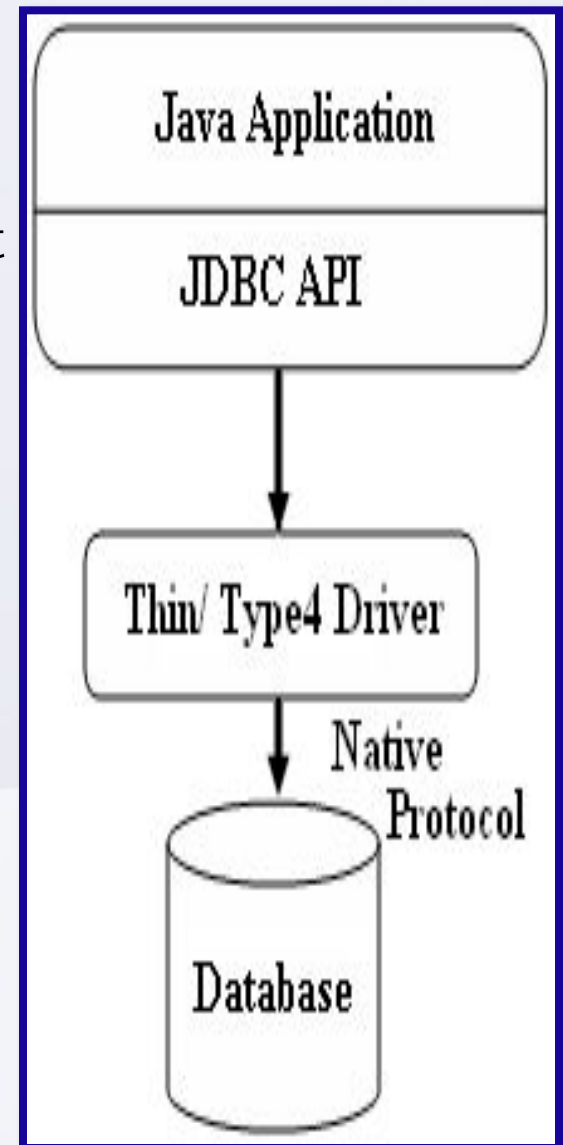 Java Application
JDBC API
Thin/ Type4 Driver
Native
Protocol
Database